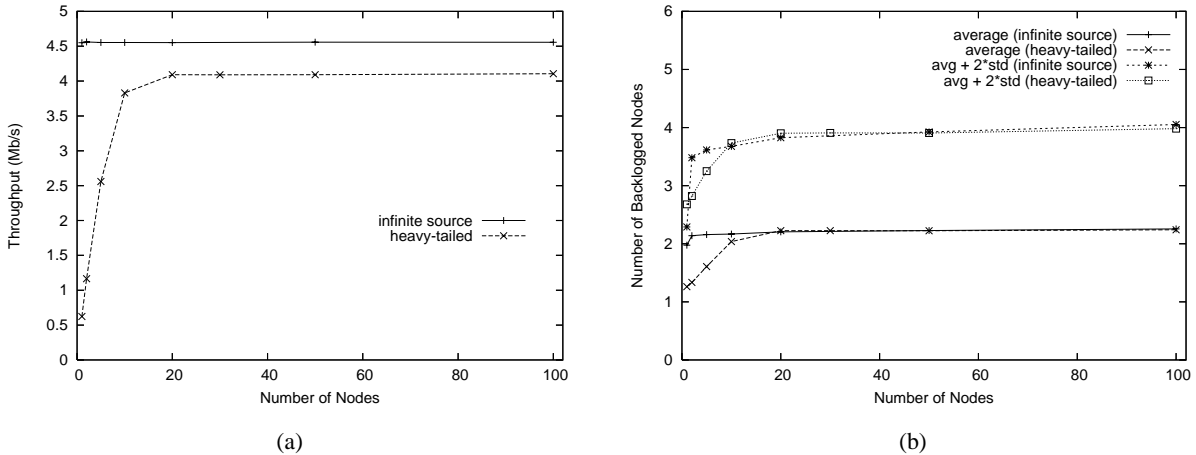 5
4.5
4
3.5
3
2.5
2
1.5
1
0.5
0
0
20
40
60
80
100
Throughput (Mb/s)
Number of Nodes
infinite source
heavy-tailed
(a)
6
5
4
3
2
1
0
0
20
40
60
80
100
Number of Backlogged Nodes
Number of Nodes
average (infinite source)
average (heavy-tailed)
avg + 2*std (infinite source)
avg + 2*std (heavy-tailed)
(b)